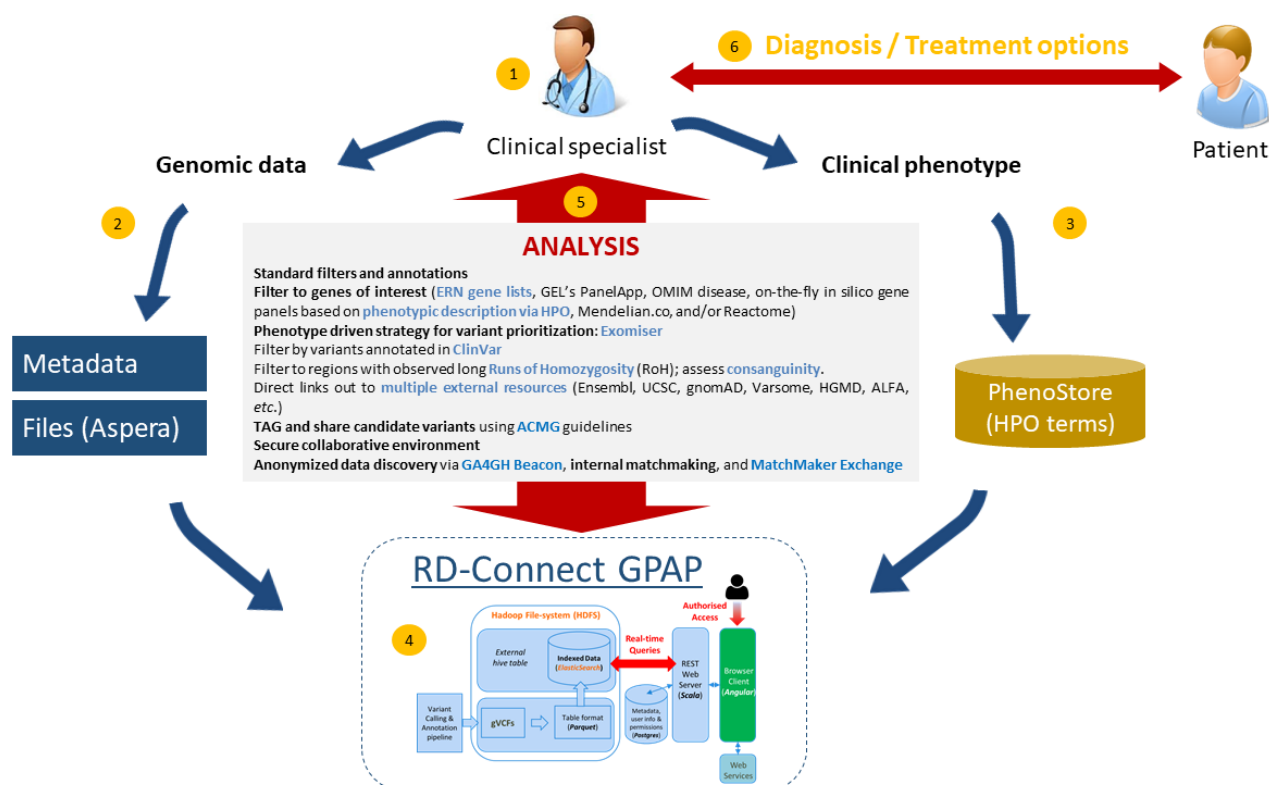 6 Diagnosis / Treatment options
1
Clinical specialist
Patient
Genomic data
Clinical phenotype
2
5
3
ANALYSIS
Standard filters and annotations
Filter to genes of interest (ERN gene lists, GEL's PanelApp, OMIM disease, on-the-fly in silico gene
panels based on phenotypic description via HPO, Mendelian.co, and/or Reactome)
Phenotype driven strategy for variant prioritization: Exomiser
Filter by variants annotated in ClinVar
Filter to regions with observed long Runs of Homozygosity (RoH); assess consanguinity.
Direct links out to multiple external resources (Ensembl, UCSC, gnomAD, Varsome, HGMD, ALFA,
etc.)
TAG and share candidate variants using ACMG guidelines
Secure collaborative environment
Anonymized data discovery via GA4GH Beacon, internal matchmaking, and MatchMaker Exchange
Metadata
Files (Aspera)
PhenoStore
(HPO terms)
RD-Connect GPAP
4
Hadoop File-system (HDFS)
External
hive table
Indexed Data
(ElasticSearch)
Real-time
Queries
Authorised
Access
REST
Web
Server
(Scala)
Browser
Client
(Angular)
Variant
Calling &
Annotation
pipeline
gVCFs
Table format
(Parquet)
Metadata,
user info &
permissions
(Postgres)
Web
Services